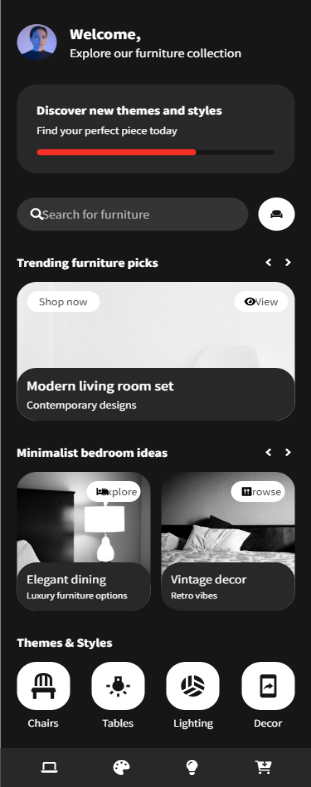 Welcome,
Explore our furniture collection
Discover new themes and styles
Find your perfect piece today
Search for furniture
Trending furniture picks
Shop now
View
Modern living room set
Contemporary designs
Minimalist bedroom ideas
xplore
rowse
Elegant dining
Luxury furniture options
Vintage decor
Retro vibes
Themes & Styles
Chairs
Tables
Lighting
Decor